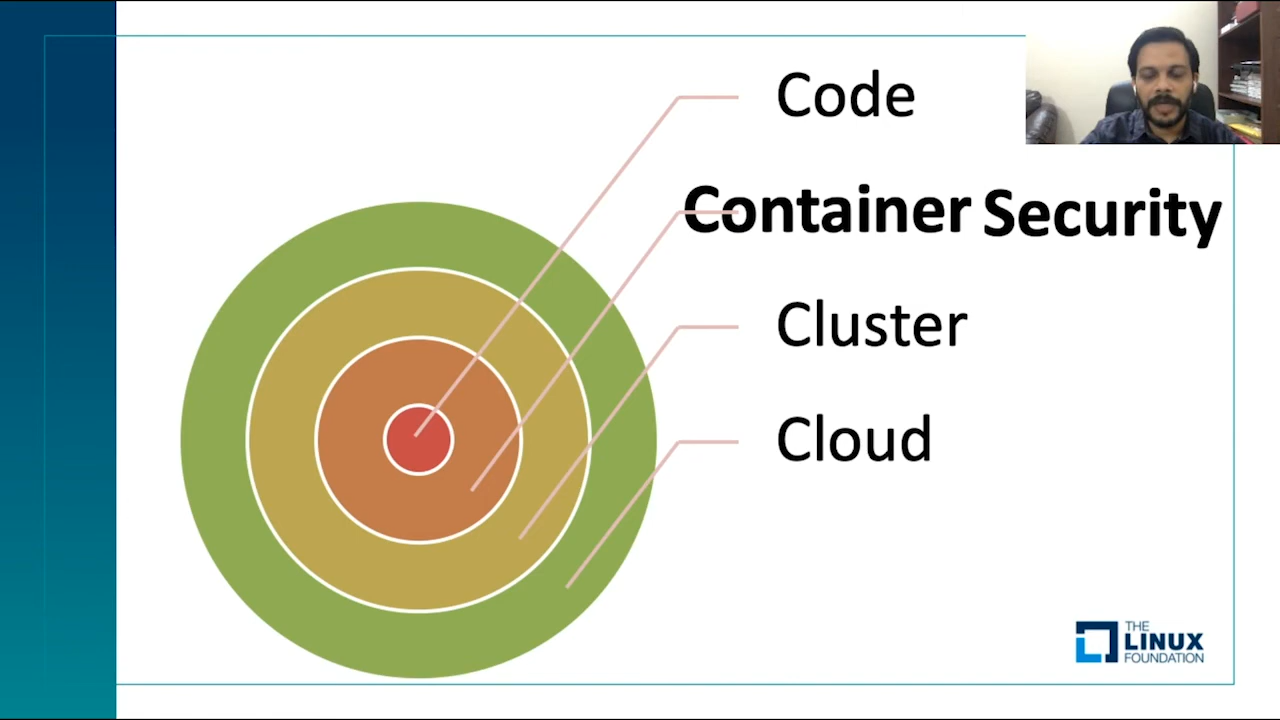 Code
Container Security
Cluster
Cloud
THE
LINUX
FOUNDATION